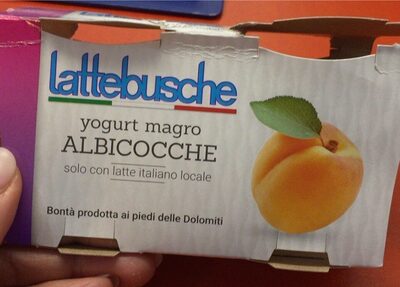 lattebusche
yogurt magro
ALBICOCCHE
solo con latte italiano locale
Bontà prodotta ai piedi delle Dolomiti